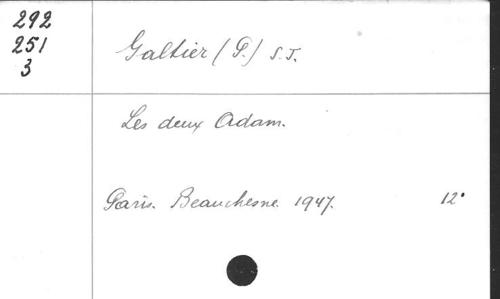 292
251
3
Galtier (P.) S.J.
Les deux Adam.
Paris. Beauchesne 1947. 12°